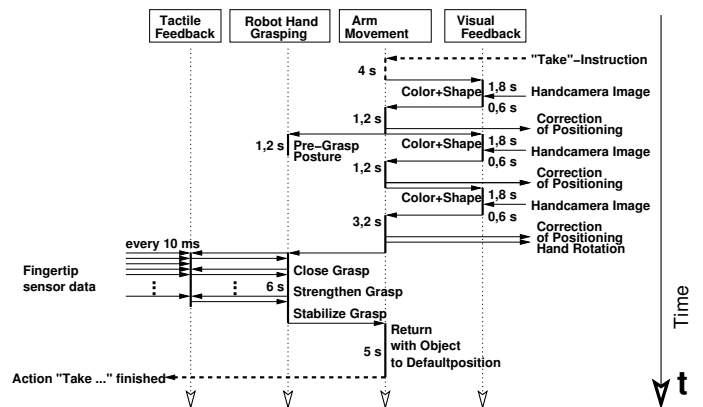 Tactile Feedback
Robot Hand Grasping
Arm Movement
Visual Feedback
"Take"-Instruction
4 s
Color+Shape
1,8 s
Handcamera Image
0,6 s
1,2 s
Correction of Positioning
1,2 s
Pre-Grasp Posture
Color+Shape
1,8 s
Handcamera Image
0,6 s
1,2 s
Correction of Positioning
Color+Shape
1,8 s
Handcamera Image
0,6 s
3,2 s
Correction of Positioning
Hand Rotation
every 10 ms
Fingertip sensor data
Close Grasp
6 s
Strengthen Grasp
Stabilize Grasp
Return with Object to Defaultposition
5 s
Action "Take ..." finished
Time
t